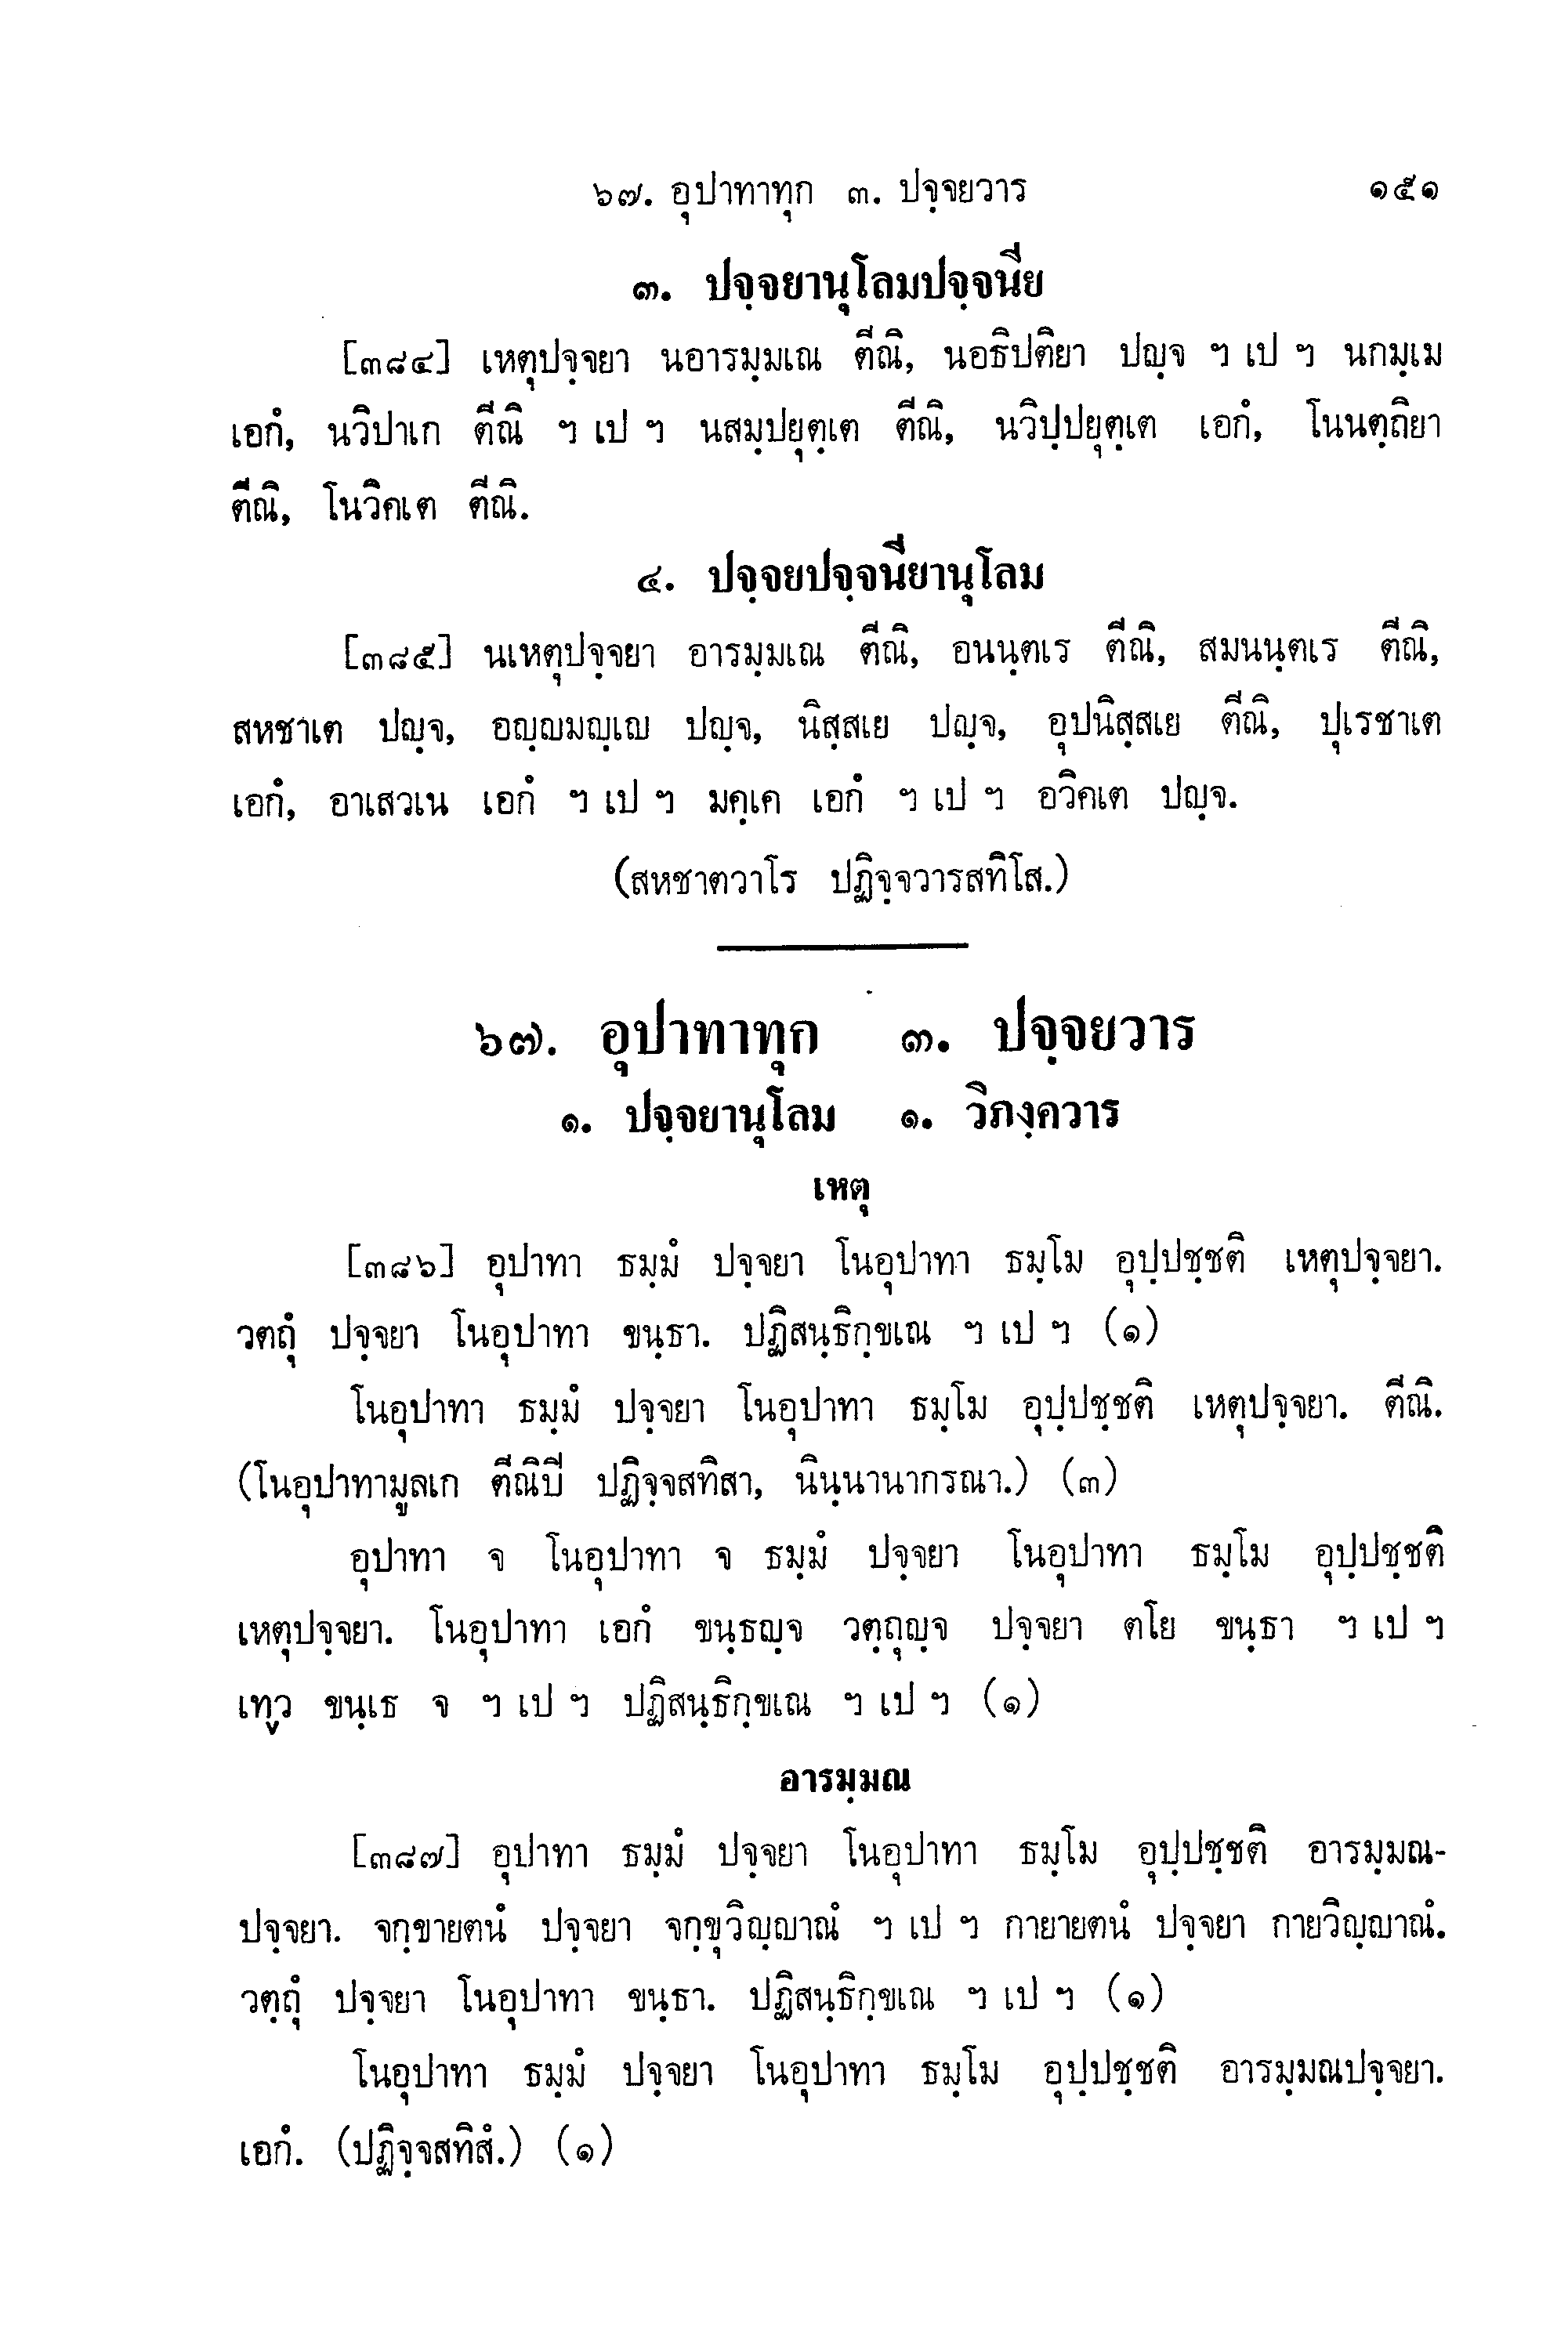 ๖๗. อุปาทาทุก ๓. ปจฺจยวาร ๑๕๑
๓. ปจฺจยานุโลมปจฺจนีย
[๓๘๔] เหตุปจฺจยา นอารมฺมเณ ตีณิ, นอธิปติยา ปญฺจ ฯ เป ฯ นกมฺเม
เอกํ, นวิปาเก ตีณิ ฯ เป ฯ นสมฺปยุตฺเต ตีณิ, นวิปฺปยุตฺเต เอกํ, โนนตฺถิยา
ตีณิ, โนวิคเต ตีณิ.
๔. ปจฺจยปจฺจนียานุโลม
[๓๘๕] นเหตุปจฺจยา อารมฺมเณ ตีณิ, อนนฺตเร ตีณิ, สมนนฺตเร ตีณิ,
สหชาเต ปญฺจ, อญฺญมญฺเญ ปญฺจ, นิสฺสเย ปญฺจ, อุปนิสฺสเย ตีณิ, ปุเรชาเต
เอกํ, อาเสวเน เอกํ ฯ เป ฯ มคฺเค เอกํ ฯ เป ฯ อวิคเต ปญฺจ.
(สหชาตวาโร ปฏิจฺจวารสทิโส.)
๖๗. อุปาทาทุก ๓. ปจฺจยวาร
๑. ปจฺจยานุโลม ๑. วิภงฺควาร
เหตุ
[๓๘๖] อุปาทา ธมฺมํ ปจฺจยา โนอุปาทา ธมฺโม อุปฺปชฺชติ เหตุปจฺจยา.
วตถุํ ปจฺจยา โนอุปาทา ขนฺธา. ปฏิสนฺธิกฺขเณ ฯ เป ฯ (๑)
โนอุปาทา ธมฺมํ ปจฺจยา โนอุปาทา ธมฺโม อุปฺปชฺชติ เหตุปจฺจยา. ตีณิ.
(โนอุปาทามูลเก ตีณิปี ปฏิจฺจสทิสา, นินฺนานากรณา.) (๓)
อุปาทา จ โนอุปาทา จ ธมฺมํ ปจฺจยา โนอุปาทา ธมฺโม อุปฺปชฺชติ
เหตุปจฺจยา. โนอุปาทา เอกํ ขนฺธญฺจ วตฺถุญฺจ ปจฺจยา ตโย ขนฺธา ฯ เป ฯ
เทฺว ขนฺเธ จ ฯ เป ฯ ปฏิสนฺธิกฺขเณ ฯ เป ฯ (๑)
อารมฺมณ
[๓๘๗] อุปาทา ธมฺมํ ปจฺจยา โนอุปาทา ธมฺโม อุปฺปชฺชติ อารมฺมณ-
ปจฺจยา. จกฺขายตนํ ปจฺจยา จกฺขุวิญฺญาณํ ฯ เป ฯ กายายตนํ ปจฺจยา กายวิญฺญาณํ.
วตฺถุํ ปจฺจยา โนอุปาทา ขนฺธา. ปฏิสนฺธิกฺขเณ ฯ เป ฯ (๑)
โนอุปาทา ธมฺมํ ปจฺจยา โนอุปาทา ธมฺโม อุปฺปชฺชติ อารมฺมณปจฺจยา.
เอกํ. (ปฏิจฺจสทิสํ.) (๑)